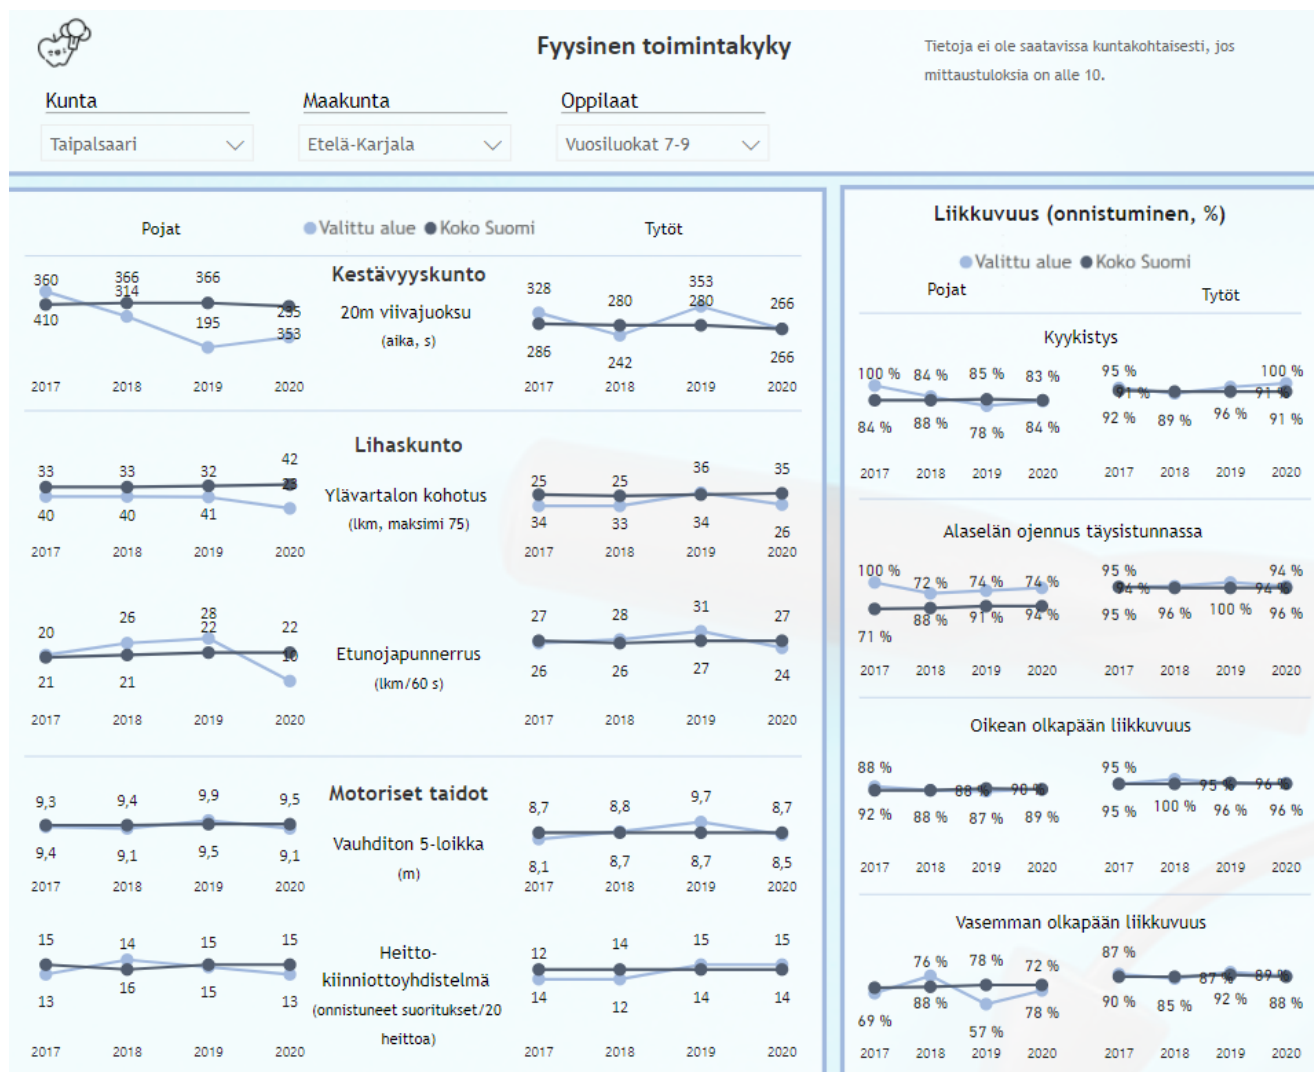 Fyysinen toimintakyky
Tietoja ei ole saatavissa kuntakohtaisesti, jos
mittaustuloksia on alle 10.
Kunta Maakunta Oppilaat
Taipalsaari Etelä-Karjala Vuosiluokat 7-9
Pojat Valittu alue Koko Suomi Tytöt
Kestävyyskunto
20m viivajuoksu
(aika, s)
360 366 366 235
314
410 195 353
2017 2018 2019 2020
328 280 353 266
280
286 242 266
2017 2018 2019 2020
Lihaskunto
Ylävartalon kohotus
(lkm, maksimi 75)
33 33 32 42
23
40 40 41
2017 2018 2019 2020
25 25 36 35
34 33 34 26
2017 2018 2019 2020
Etunojapunnerrus
(lkm/60 s)
20 26 28 22
22 10
21 21
2017 2018 2019 2020
27 28 31 27
26 26 27 24
2017 2018 2019 2020
Motoriset taidot
Vauhditon 5-loikka
(m)
9,3 9,4 9,9 9,5
9,4 9,1 9,5 9,1
2017 2018 2019 2020
8,7 8,8 9,7 8,7
8,1 8,7 8,7 8,5
2017 2018 2019 2020
Heitto-
kiinniottoyhdistelmä
(onnistuneet suoritukset/20
heittoa)
15 14 15 15
13 16 15 13
2017 2018 2019 2020
12 14 15 15
14 12 14 14
2017 2018 2019 2020
Liikkuvuus (onnistuminen, %)
Valittu alue Koko Suomi
Pojat Tytöt
Kyykistys
100 % 84 % 85 % 83 %
84 % 88 % 78 % 84 %
2017 2018 2019 2020
95 % 100 %
91 % 91 %
92 % 89 % 96 % 91 %
2017 2018 2019 2020
Alaselän ojennus täysistunnassa
100 % 72 % 74 % 74 %
71 % 88 % 91 % 94 %
2017 2018 2019 2020
95 % 94 %
94 % 94 %
95 % 96 % 100 % 96 %
2017 2018 2019 2020
Oikean olkapään liikkuvuus
88 % 88 % 90 %
92 % 88 % 87 % 89 %
2017 2018 2019 2020
95 % 95 % 96 %
95 % 100 % 96 % 96 %
2017 2018 2019 2020
Vasemman olkapään liikkuvuus
76 % 78 % 72 %
69 % 88 % 57 % 78 %
2017 2018 2019 2020
87 % 87 % 89 %
90 % 85 % 92 % 88 %
2017 2018 2019 2020